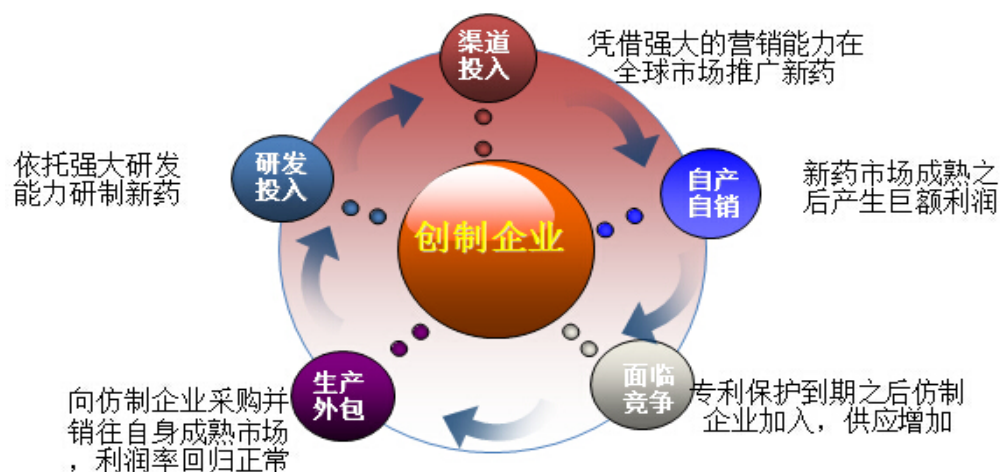 渠道
投入
凭借强大的营销能力在
全球市场推广新药
依托强大研发
能力研制新药
研发
投入
自产
自销
新药市场成熟之
后产生巨额利润
创制企业
生产
外包
面临
竞争
向仿制企业采购并
销往自身成熟市场
，利润率回归正常
专利保护到期之后仿制
企业加入，供应增加